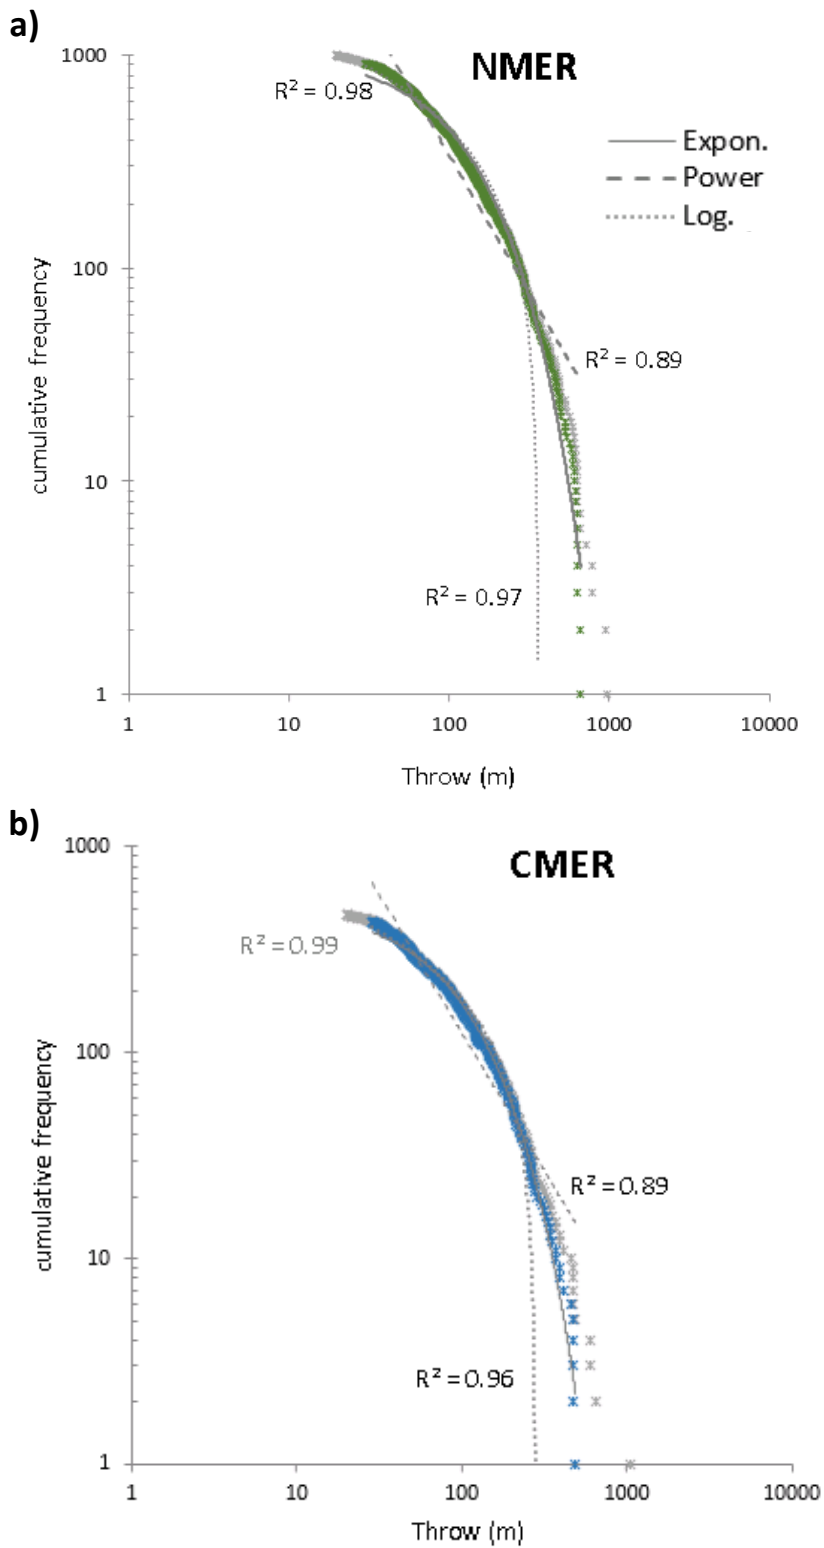 a)
1000
NMER
R² = 0.98
Expon.
Power
Log.
100
cumulative frequency
R² = 0.89
10
R² = 0.97
1
1
10
100
1000
10000
Throw (m)
b)
1000
CMER
R² = 0.99
100
cumulative frequency
R² = 0.89
10
R² = 0.96
1
1
10
100
1000
10000
Throw (m)